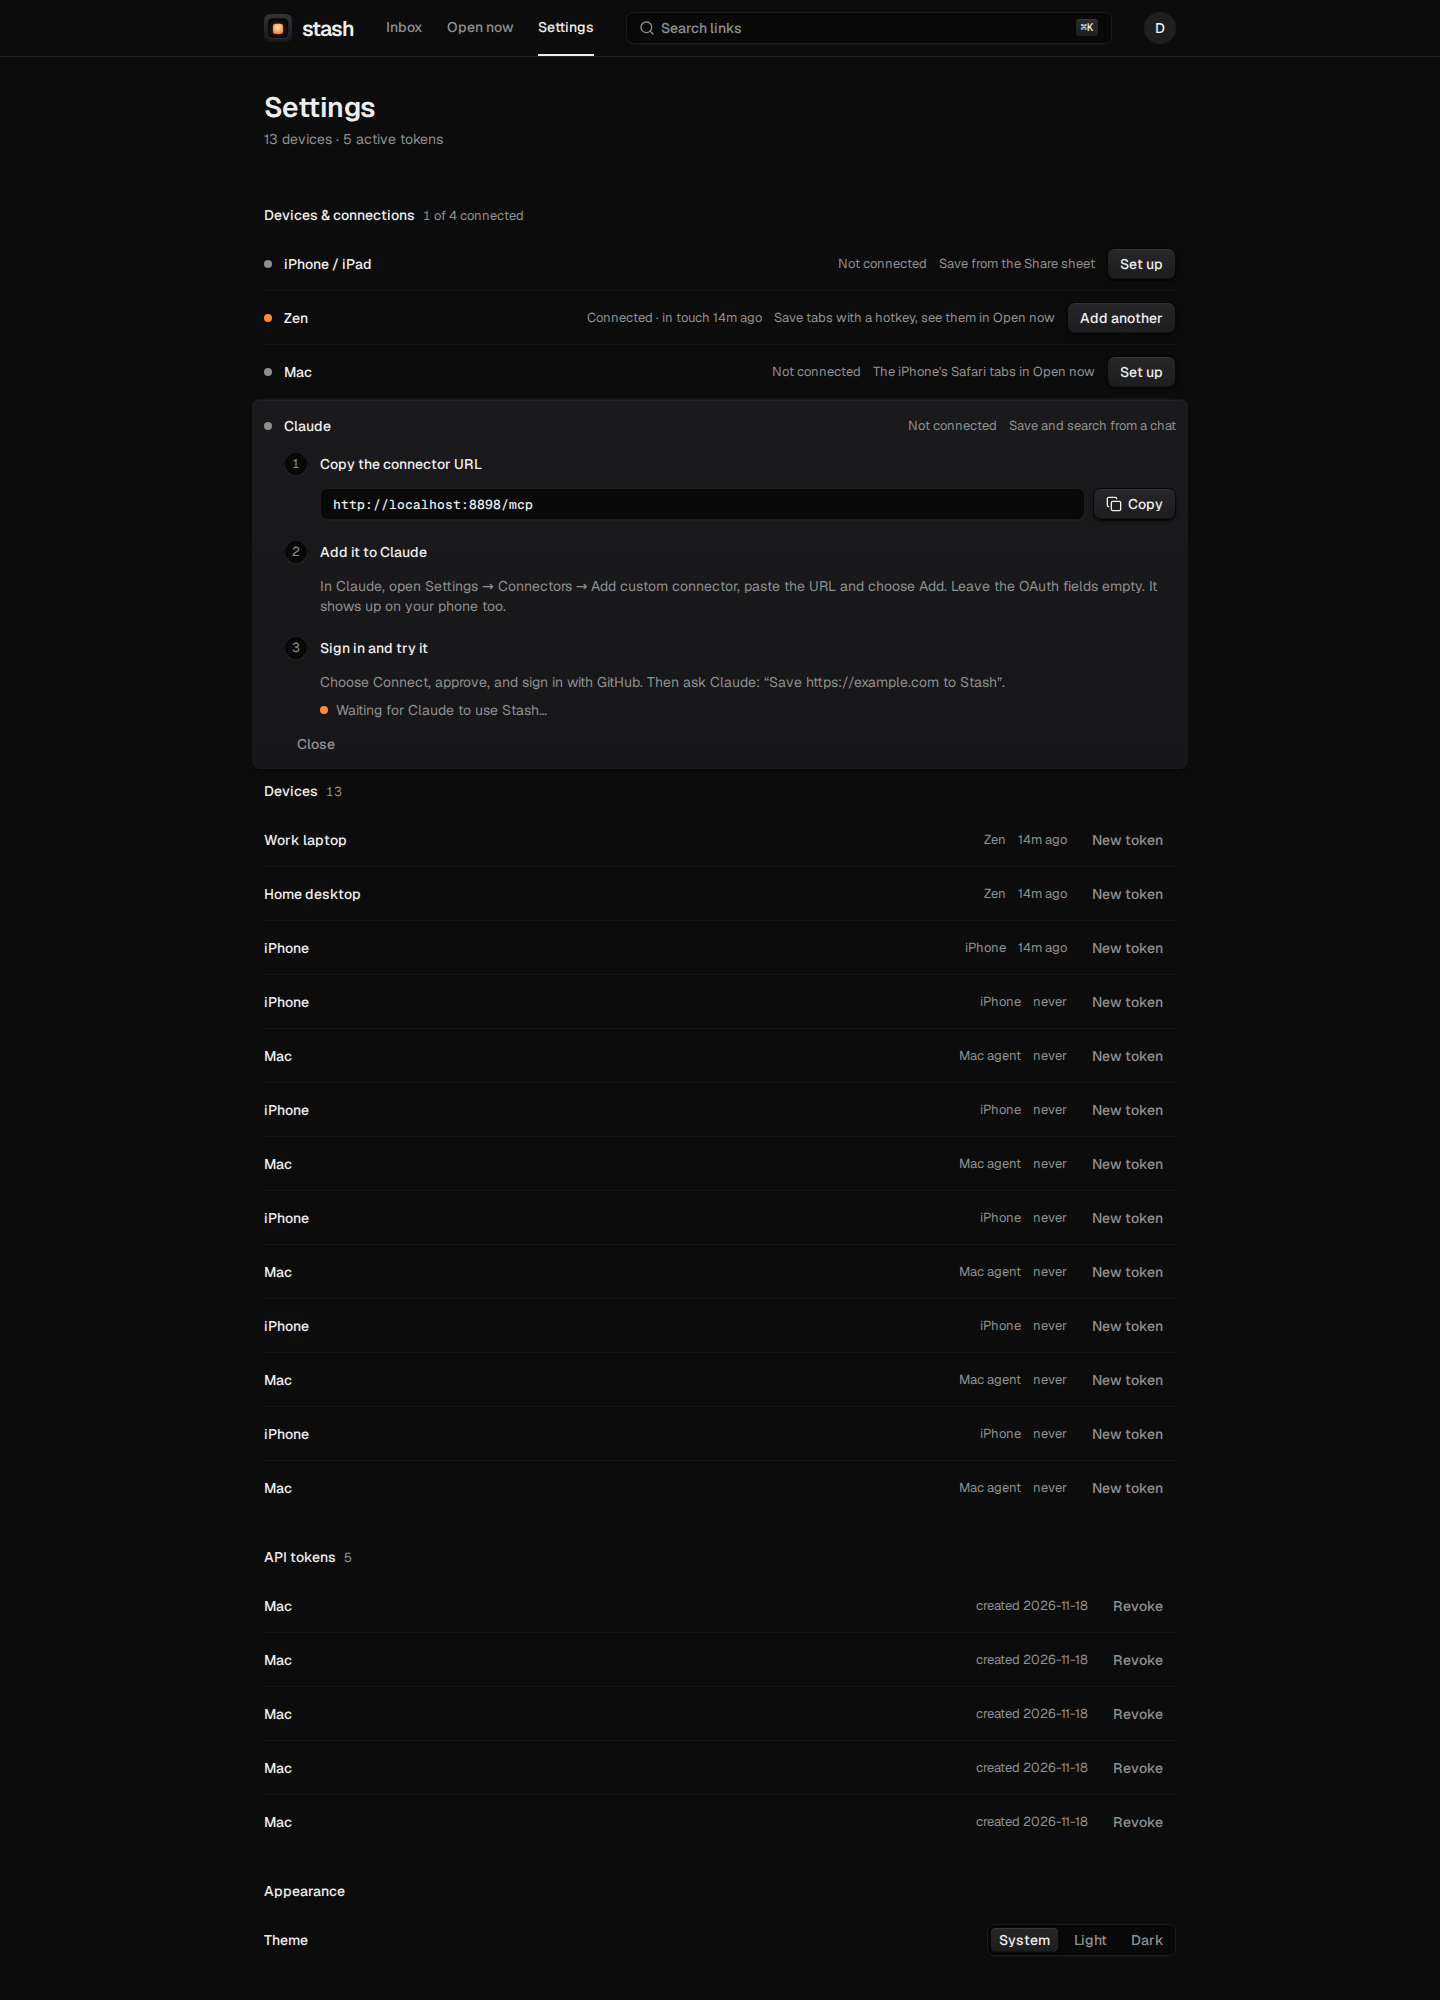 stash
Inbox
Open now
Settings
Search links
⌘K
D
Settings
13 devices · 5 active tokens
Devices & connections 1 of 4 connected
iPhone / iPad Not connected Save from the Share sheet Set up
Zen Connected · in touch 14m ago Save tabs with a hotkey, see them in Open now Add another
Mac Not connected The iPhone's Safari tabs in Open now Set up
Claude Not connected Save and search from a chat
1 Copy the connector URL
http://localhost:8898/mcp Copy
2 Add it to Claude
In Claude, open Settings → Connectors → Add custom connector, paste the URL and choose Add. Leave the OAuth fields empty. It
shows up on your phone too.
3 Sign in and try it
Choose Connect, approve, and sign in with GitHub. Then ask Claude: “Save https://example.com to Stash”.
Waiting for Claude to use Stash…
Close
Devices 13
Work laptop Zen 14m ago New token
Home desktop Zen 14m ago New token
iPhone iPhone 14m ago New token
iPhone iPhone never New token
Mac Mac agent never New token
iPhone iPhone never New token
Mac Mac agent never New token
iPhone iPhone never New token
Mac Mac agent never New token
iPhone iPhone never New token
Mac Mac agent never New token
iPhone iPhone never New token
Mac Mac agent never New token
API tokens 5
Mac created 2026-11-18 Revoke
Mac created 2026-11-18 Revoke
Mac created 2026-11-18 Revoke
Mac created 2026-11-18 Revoke
Mac created 2026-11-18 Revoke
Appearance
Theme System Light Dark